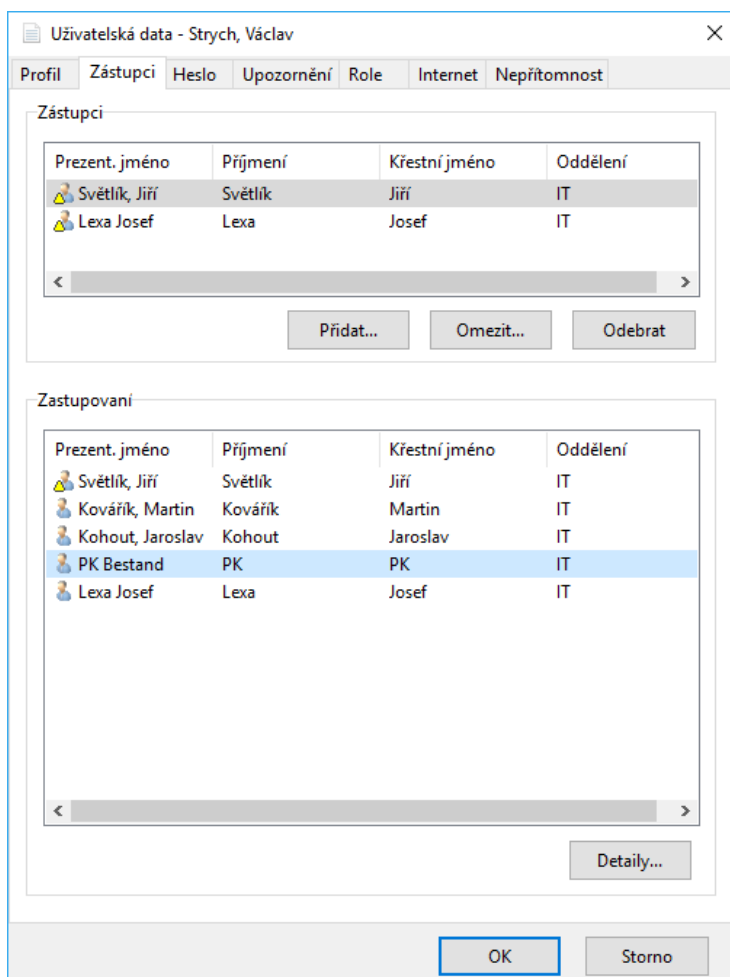 Uživatelská data - Strych, Václav
Profil Zástupci Heslo Upozornění Role Internet Nepřítomnost
Zástupci
Prezent. jméno Příjmení Křestní jméno Oddělení
Světlík, Jiří Světlík Jiří IT
Lexa Josef Lexa Josef IT
Přidat... Omezit... Odebrat
Zastupovaní
Prezent. jméno Příjmení Křestní jméno Oddělení
Světlík, Jiří Světlík Jiří IT
Kovářík, Martin Kovářík Martin IT
Kohout, Jaroslav Kohout Jaroslav IT
PK Bestand PK PK IT
Lexa Josef Lexa Josef IT
Detaily...
OK Storno